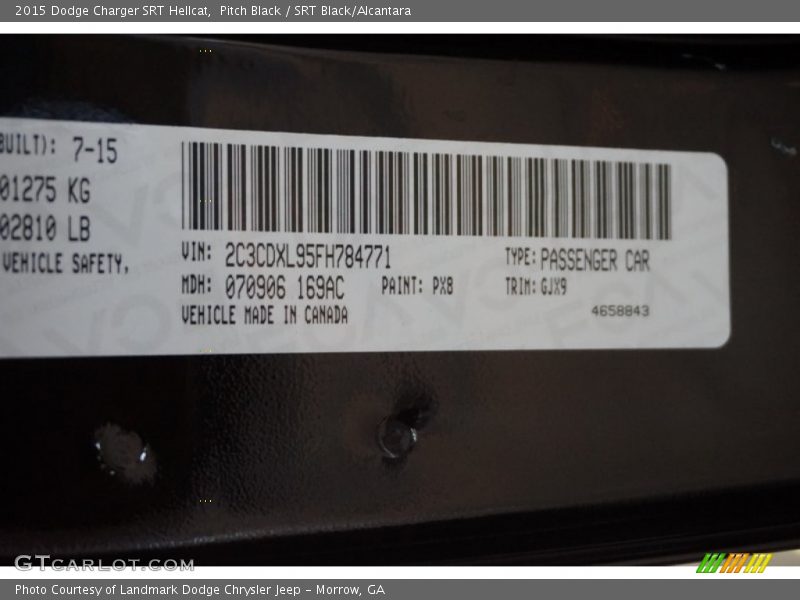 2015 Dodge Charger SRT Hellcat,  Pitch Black / SRT Black/Alcantara
BUILT): 7-15
01275 KG
02810 LB
VEHICLE SAFETY,
VIN: 2C3CDXL95FH784771 TYPE: PASSENGER CAR
MDH: 070906 169AC PAINT: PX8 TRIM: GJX9
VEHICLE MADE IN CANADA 4658843
GTCARLOT.COM
Photo Courtesy of Landmark Dodge Chrysler Jeep – Morrow, GA